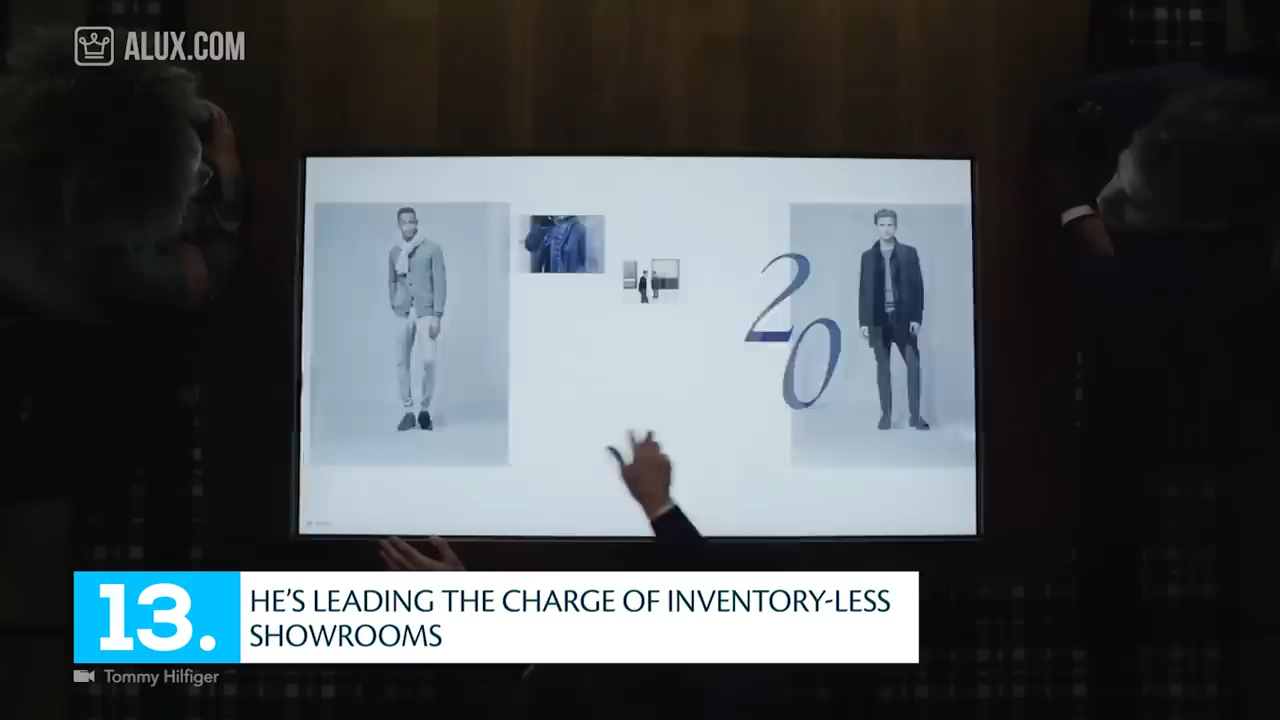 ALUX.COM
20
13.
HE'S LEADING THE CHARGE OF INVENTORY-LESS
SHOWROOMS
Tommy Hilfiger